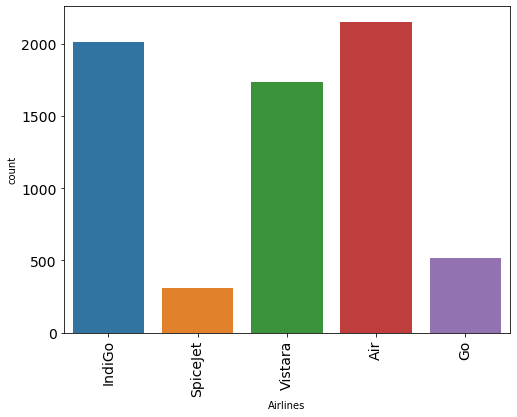 2000
1500
1000
500
0
count
IndiGo
SpiceJet
Vistara
Air
Go
Airlines